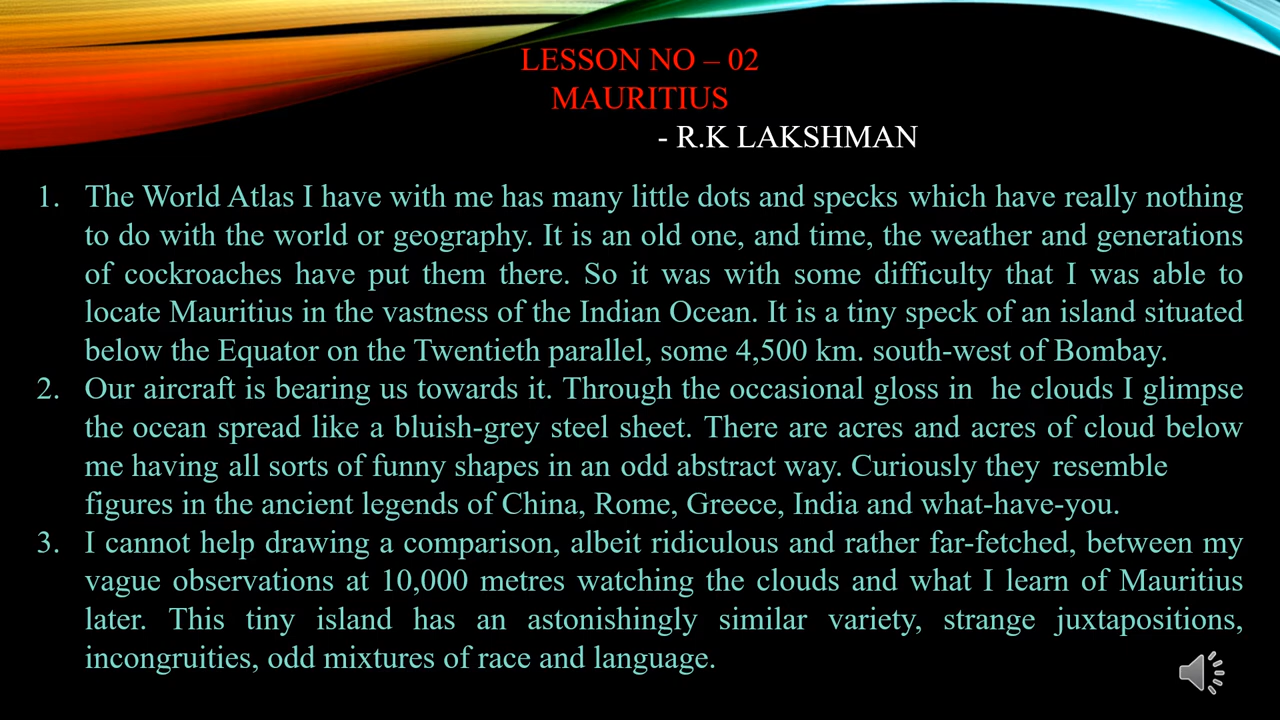 LESSON NO – 02
MAURITIUS
- R.K LAKSHMAN
1. The World Atlas I have with me has many little dots and specks which have really nothing
to do with the world or geography. It is an old one, and time, the weather and generations
of cockroaches have put them there. So it was with some difficulty that I was able to
locate Mauritius in the vastness of the Indian Ocean. It is a tiny speck of an island situated
below the Equator on the Twentieth parallel, some 4,500 km. south-west of Bombay.
2. Our aircraft is bearing us towards it. Through the occasional gloss in he clouds I glimpse
the ocean spread like a bluish-grey steel sheet. There are acres and acres of cloud below
me having all sorts of funny shapes in an odd abstract way. Curiously they resemble
figures in the ancient legends of China, Rome, Greece, India and what-have-you.
3. I cannot help drawing a comparison, albeit ridiculous and rather far-fetched, between my
vague observations at 10,000 metres watching the clouds and what I learn of Mauritius
later. This tiny island has an astonishingly similar variety, strange juxtapositions,
incongruities, odd mixtures of race and language.